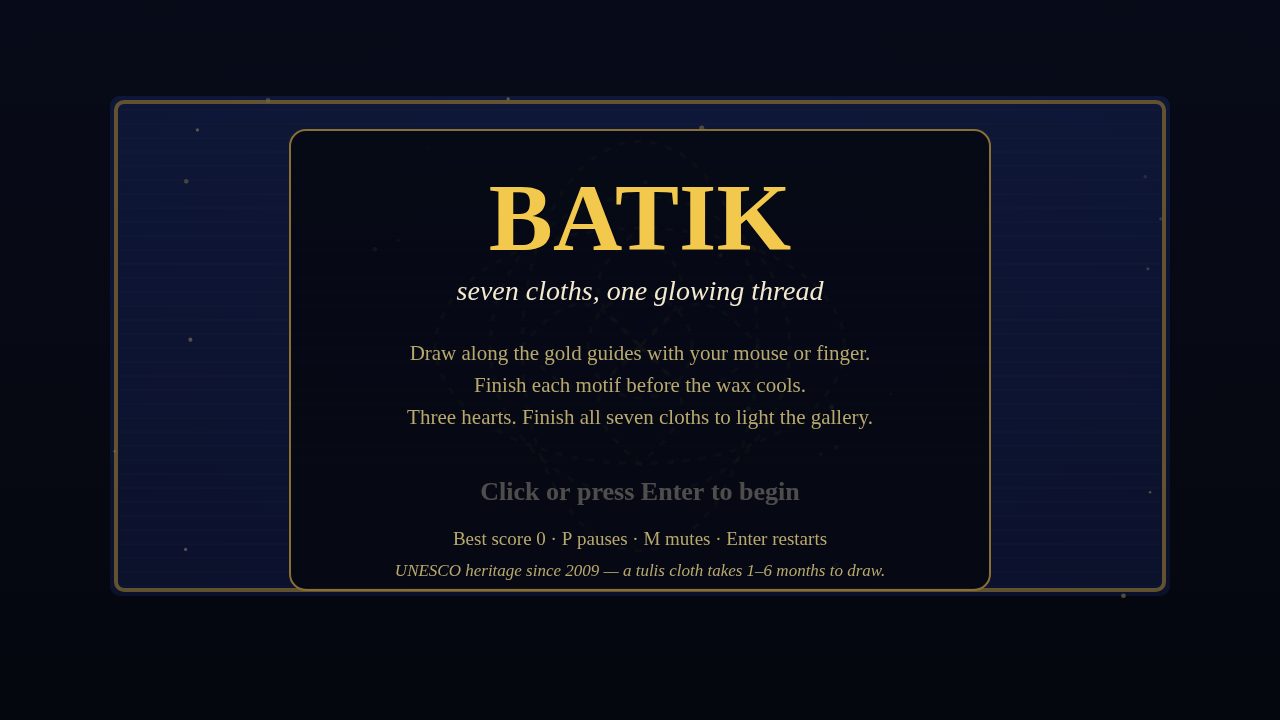 BATIK
seven cloths, one glowing thread
Draw along the gold guides with your mouse or finger.
Finish each motif before the wax cools.
Three hearts. Finish all seven cloths to light the gallery.
Click or press Enter to begin
Best score 0 · P pauses · M mutes · Enter restarts
UNESCO heritage since 2009 — a tulis cloth takes 1–6 months to draw.